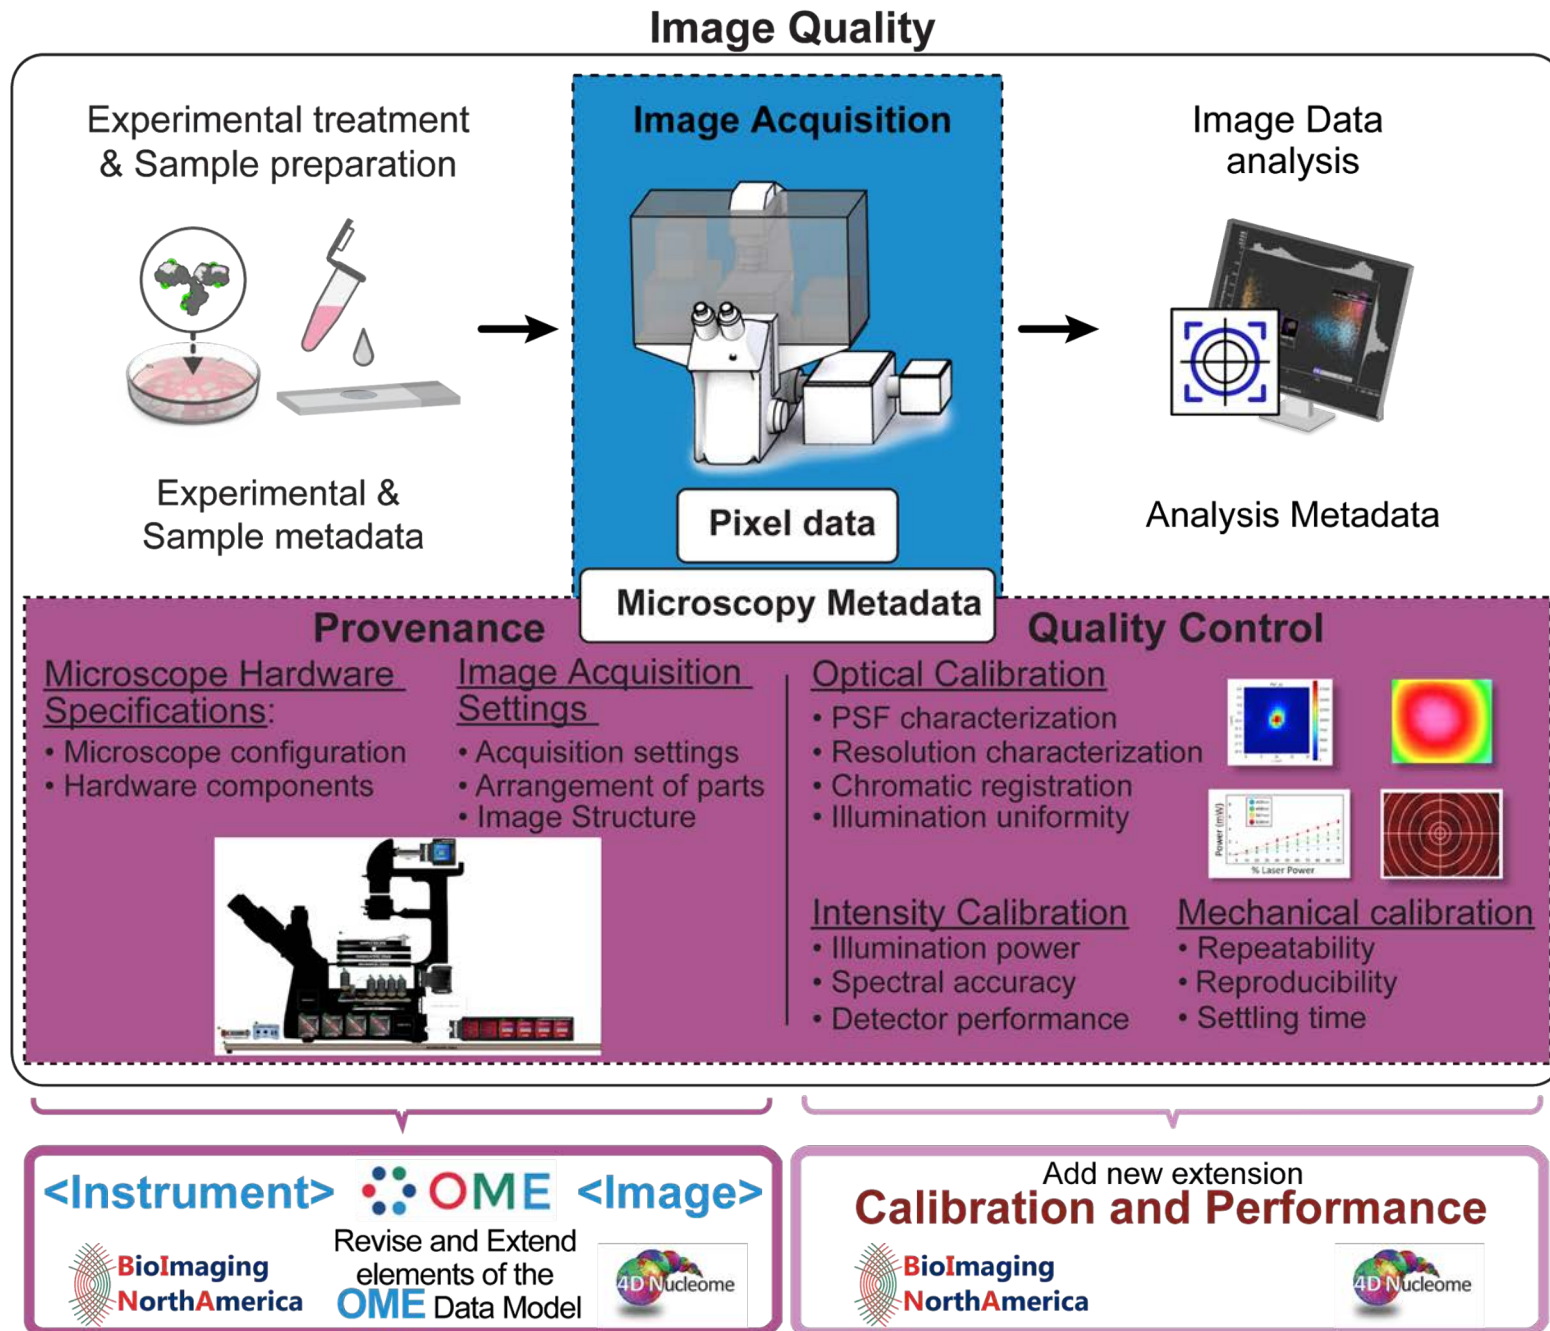 Image Quality
Experimental treatment
& Sample preparation
Image Acquisition
Image Data
analysis
Experimental &
Sample metadata
Pixel data
Analysis Metadata
Microscopy Metadata
Provenance
Quality Control
Microscope Hardware
Specifications:
• Microscope configuration
• Hardware components
Image Acquisition
Settings
• Acquisition settings
• Arrangement of parts
• Image Structure
Optical Calibration
• PSF characterization
• Resolution characterization
• Chromatic registration
• Illumination uniformity
Power (mW)
% Laser Power
Intensity Calibration
• Illumination power
• Spectral accuracy
• Detector performance
Mechanical calibration
• Repeatability
• Reproducibility
• Settling time
<Instrument>
OME
<Image>
Revise and Extend
elements of the
OME Data Model
BioImaging
NorthAmerica
4D Nucleome
Add new extension
Calibration and Performance
BioImaging
NorthAmerica
4D Nucleome